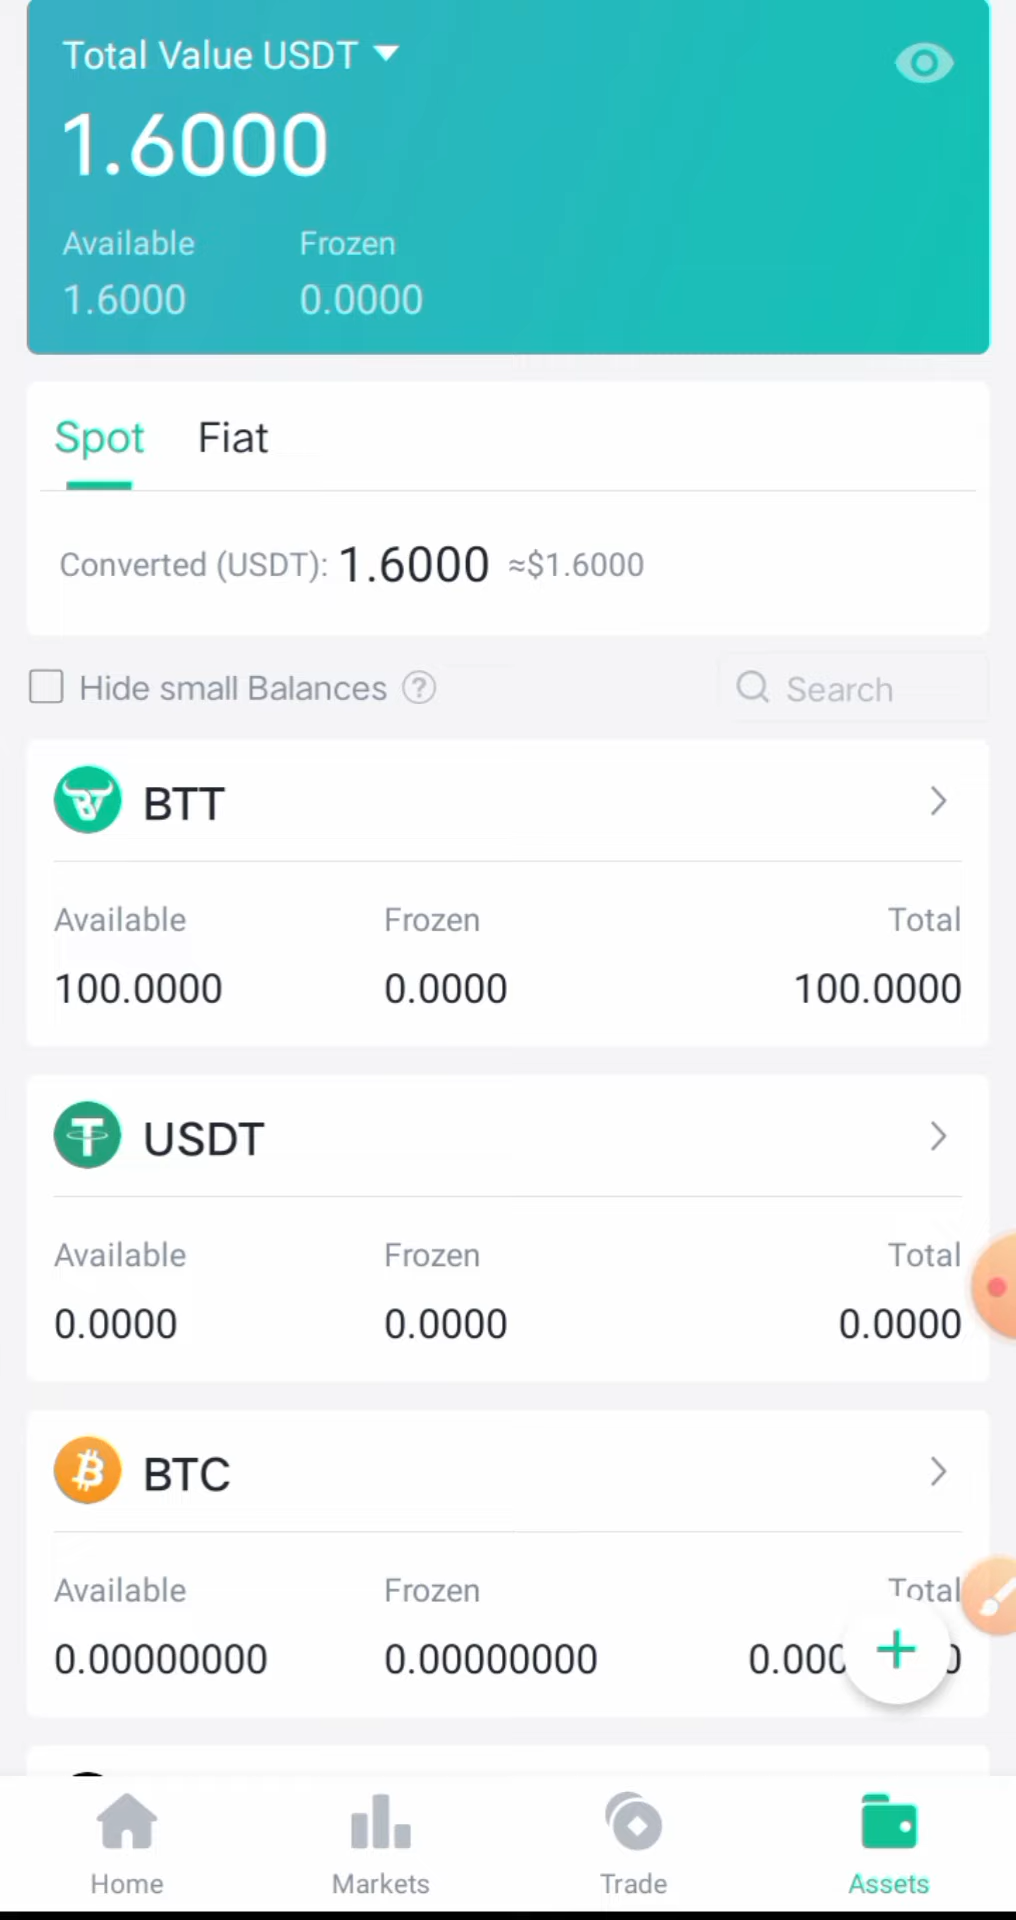 Total Value USDT
1.6000
Available Frozen
1.6000 0.0000
Spot Fiat
Converted (USDT): 1.6000 ≈$1.6000
Hide small Balances ? Search
BTT
Available Frozen Total
100.0000 0.0000 100.0000
USDT
Available Frozen Total
0.0000 0.0000 0.0000
BTC
Available Frozen Total
0.00000000 0.00000000
Home Markets Trade Assets